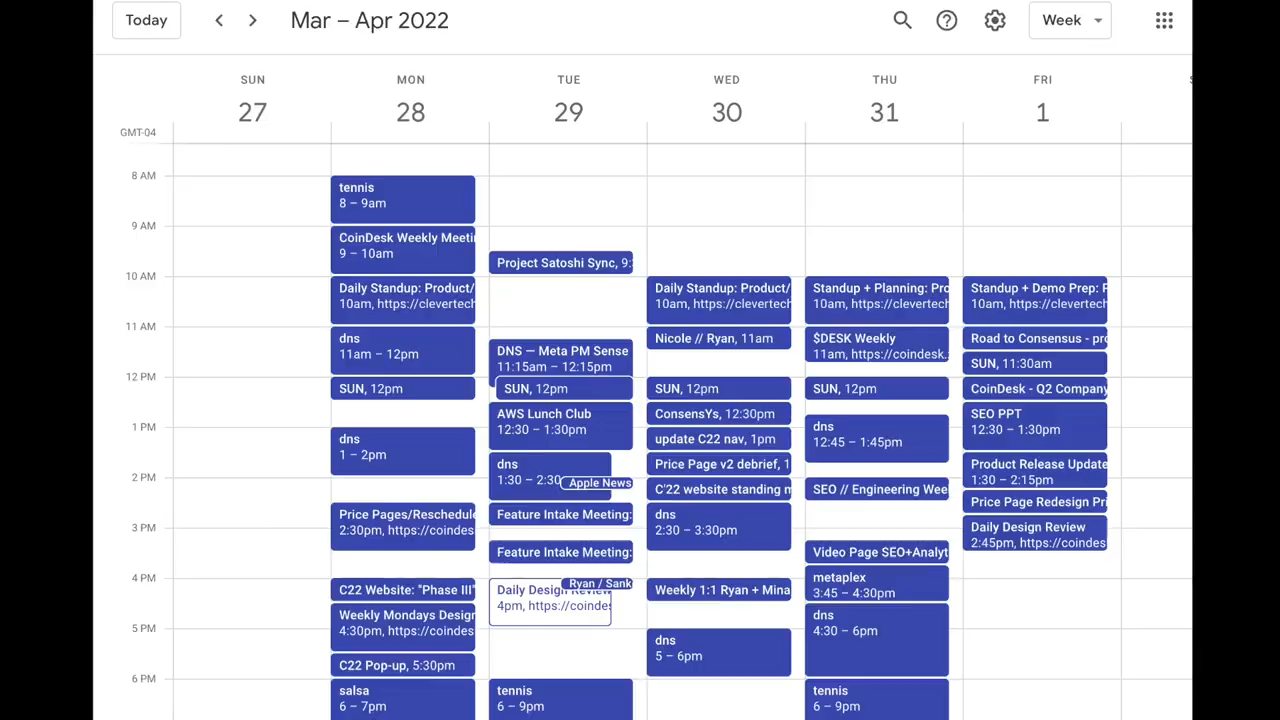 Today
Mar – Apr 2022
Week
SUN
MON
TUE
WED
THU
FRI
27
28
29
30
31
1
GMT-04
8 AM
9 AM
10 AM
11 AM
12 PM
1 PM
2 PM
3 PM
4 PM
5 PM
6 PM
tennis
8 – 9am
CoinDesk Weekly
9 – 10am
Daily Standup: Product/
10am, https://clevertech
dns
11am – 12pm
SUN, 12pm
dns
1 – 2pm
Price Pages/Reschedule
2:30pm, https://coindes
C22 Website: "Phase III"
Weekly Mondays Design
4:30pm, https://coindes
C22 Pop-up, 5:30pm
salsa
6 – 7pm
Project Satoshi Sync, 9:
DNS — Meta PM Sense
11:15am – 12:15pm
SUN, 12pm
AWS Lunch Club
12:30 – 1:30pm
dns
1:30 – 2:30
Apple News
Feature Intake Meeting:
Feature Intake Meeting:
Ryan / Sank
Daily Design Review
4pm, https://coindes
tennis
6 – 9pm
Daily Standup: Product/
10am, https://clevertech
Nicole // Ryan, 11am
SUN, 12pm
ConsensYs, 12:30pm
update C22 nav, 1pm
Price Page v2 debrief, 1
C'22 website standing m
dns
2:30 – 3:30pm
Weekly 1:1 Ryan + Mina
dns
5 – 6pm
Standup + Planning: Pro
10am, https://clevertech
$DESK Weekly
11am, https://coindesk.
SUN, 12pm
dns
12:45 – 1:45pm
SEO // Engineering Wee
Video Page SEO+Analyt
metaplex
3:45 – 4:30pm
dns
4:30 – 6pm
tennis
6 – 9pm
Standup + Demo Prep: P
10am, https://clevertech
Road to Consensus - pro
SUN, 11:30am
CoinDesk - Q2 Company
SEO PPT
12:30 – 1:30pm
Product Release Update
1:30 – 2:15pm
Price Page Redesign Pr
Daily Design Review
2:45pm, https://coindes